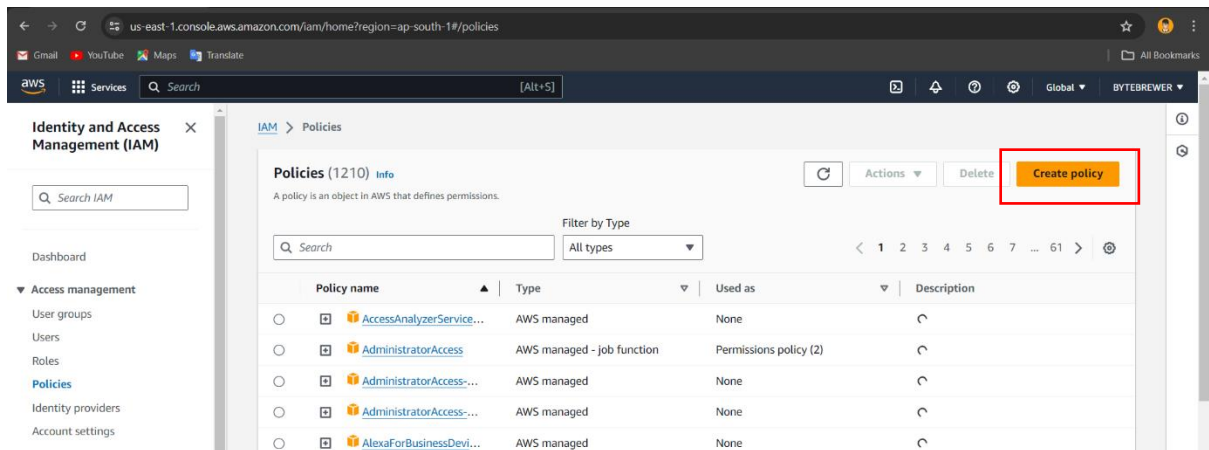 us-east-1.console.aws.amazon.com/iam/home?region=ap-south-1#/policies
Gmail YouTube Maps Translate All Bookmarks
aws Services Search [Alt+S] Global ▼ BYTEBREWER ▼
Identity and Access
Management (IAM)
Search IAM
Dashboard
Access management
User groups
Users
Roles
Policies
Identity providers
Account settings
IAM > Policies
Policies (1210) Info
Actions ▼ Delete Create policy
A policy is an object in AWS that defines permissions.
Filter by Type
Search All types 1 2 3 4 5 6 7 ... 61
Policy name Type Used as Description
AccessAnalyzerService... AWS managed None
AdministratorAccess AWS managed - job function Permissions policy (2)
AdministratorAccess-... AWS managed None
AdministratorAccess-... AWS managed None
AlexaForBusinessDevi... AWS managed None